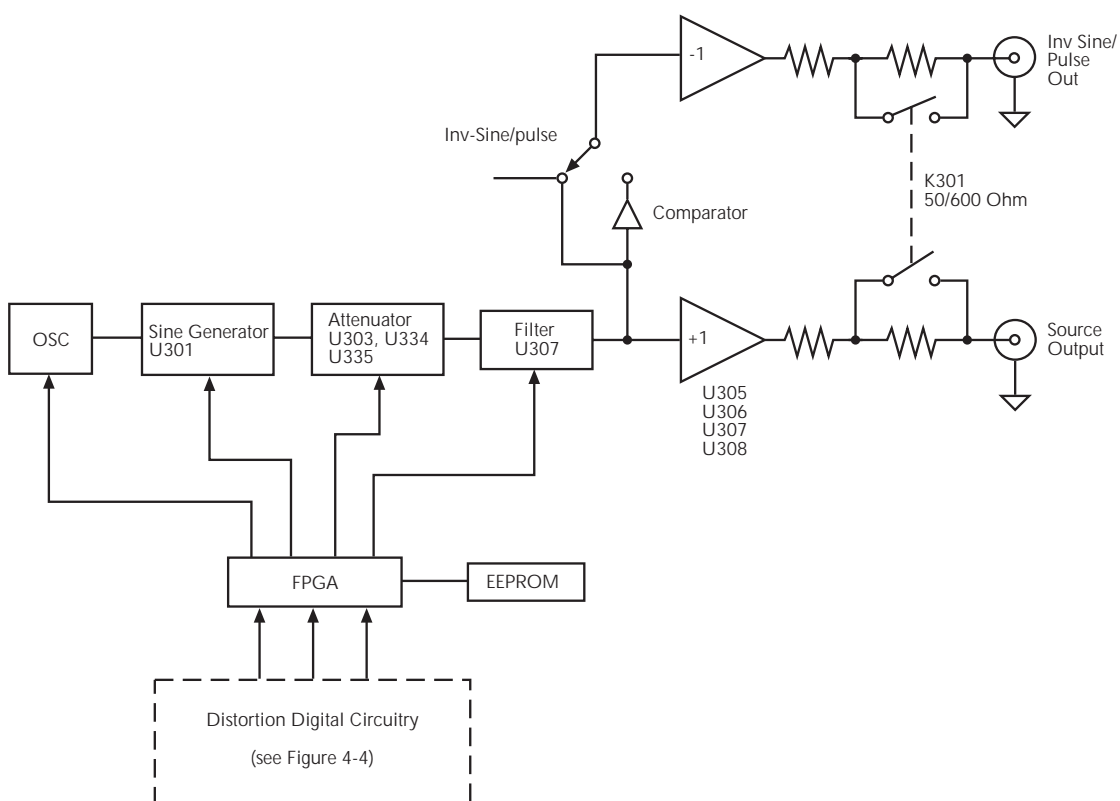 -1
Inv Sine/
Pulse
Out
Inv-Sine/pulse
K301
50/600 Ohm
Comparator
OSC
Sine Generator
U301
Attenuator
U303, U334
U335
Filter
U307
+1
Source
Output
U305
U306
U307
U308
FPGA
EEPROM
Distortion Digital Circuitry
(see Figure 4-4)